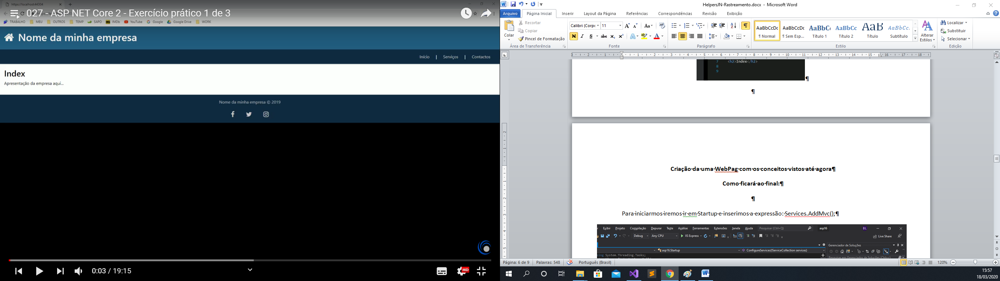 https://localhost:44304
027 - ASP NET Core 2 - Exercício prático 1 de 3
TRABALHO MEU OUTROS TEMP SAPO IMDb YouTube Google Google Drive WORK
Nome da minha empresa
Início | Serviços | Contactos
Index
Apresentação da empresa aqui...
Nome da minha empresa © 2019
0:03 / 19:15
HD
HelpersJN-Rastreamento.docx - Microsoft Word
Arquivo Página Inicial Inserir Layout da Página Referências Correspondências Revisão Exibição
Colar
Recortar
Copiar
Pincel de Formatação
Área de Transferência
Calibri (Corpo 11
Fonte
Parágrafo
AaBbCcDc AaBbCcDc AaBbC AaBbCc AaB AaBbCc.
¶ Normal ¶ Sem Esp... Título 1 Título 2 Título Subtítulo
Alterar Estilos
Estilo
Localizar
Substituir
Selecionar
Edição
7 <h2>Index</h2>
8
9
¶
¶
Criação·da·uma·WebPag·com·os·conceitos·vistos·até·agora¶
Como·ficará·ao·final:¶
¶
Para·iniciarmos·iremos·ir·em·Startup·e·inserimos·a·expressão:·Services.AddMvc();¶
Exibir Projeto Compilação Depurar Teste Análise Ferramentas Extensões Janela Ajuda Pesquisar (Ctrl+Q) asp16 BL
Debug Any CPU IIS Express Live Share
asp16.Startup ConfigureServices(IServiceCollection services)
Gerenciador de Soluções
System.Threading.Tasks;
Pesquisar em Gerenciador de Soluções (Ctrl+ç)
Página: 6 de 9 Palavras: 548 Português (Brasil) 120%
15:57
18/03/2020